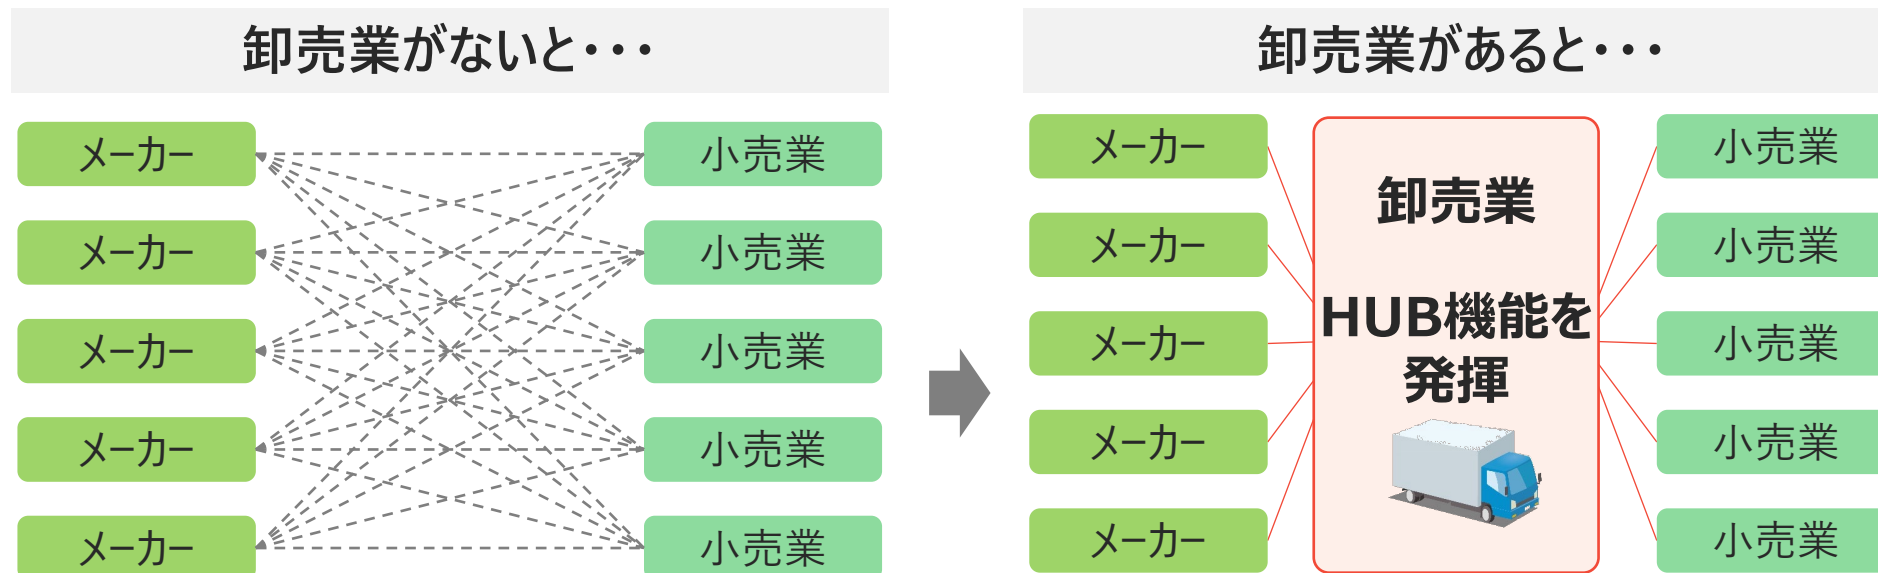 卸売業がないと・・・
メーカー
小売業
メーカー
小売業
メーカー
小売業
メーカー
小売業
メーカー
小売業
卸売業があると・・・
メーカー
メーカー
メーカー
メーカー
メーカー
卸売業
HUB機能を
発揮
小売業
小売業
小売業
小売業
小売業